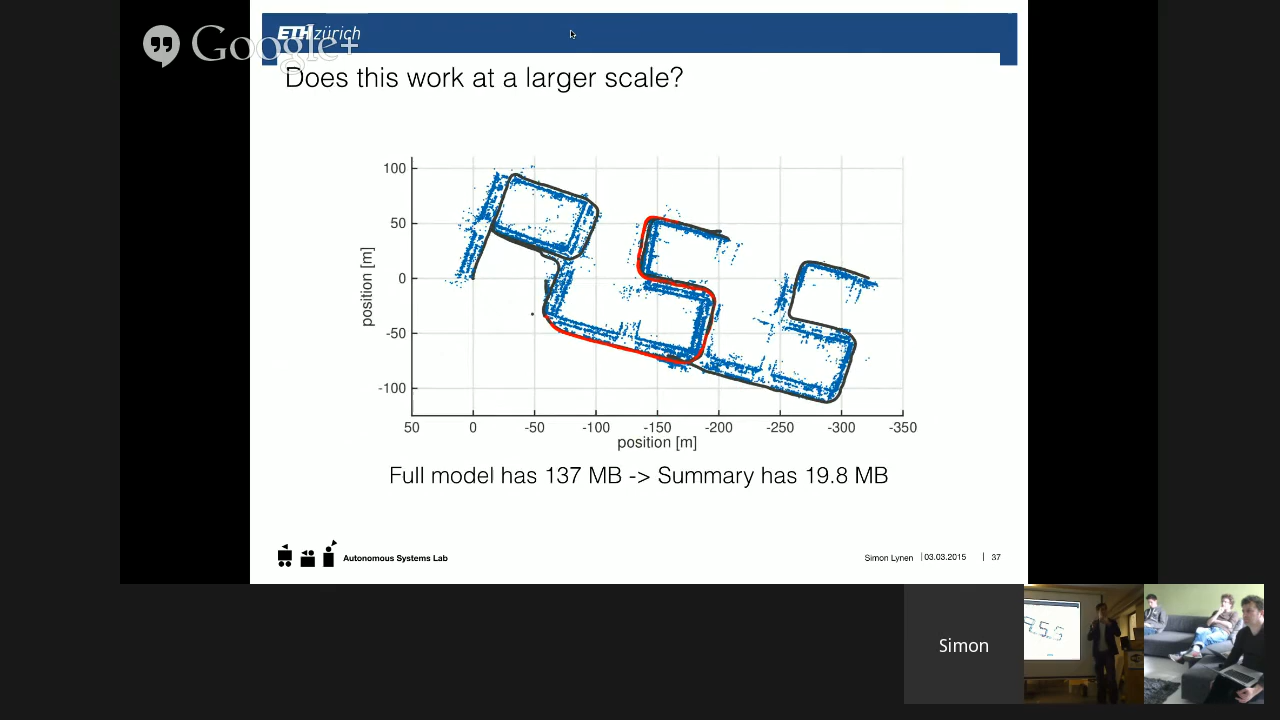 ETH zürich
Google+
Does this work at a larger scale?
100
50
0
-50
-100
position [m]
50 0 -50 -100 -150 -200 -250 -300 -350
position [m]
Full model has 137 MB -> Summary has 19.8 MB
Autonomous Systems Lab
Simon Lynen | 03.03.2015 | 37
Simon